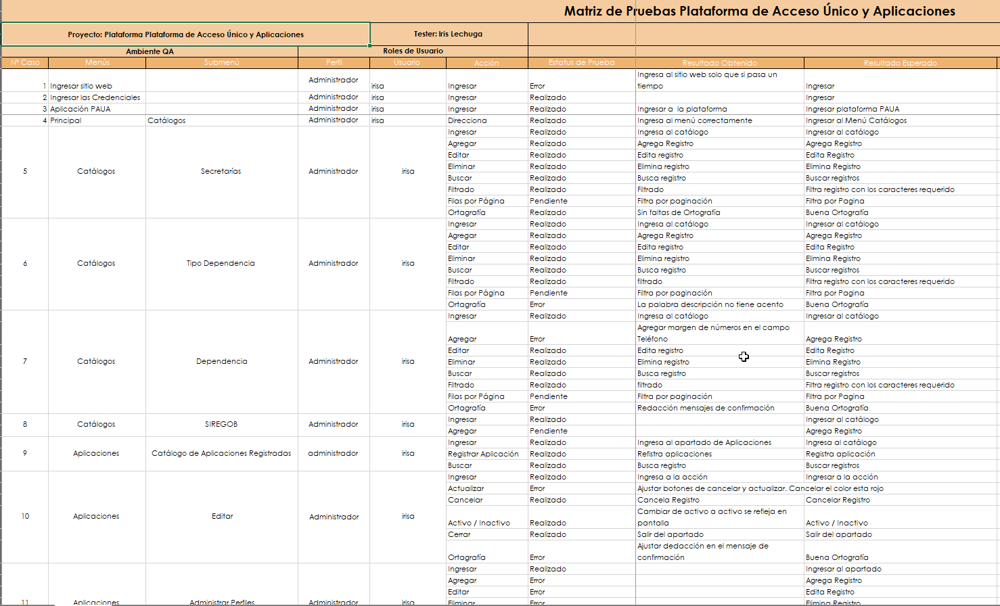 Matriz de Pruebas Plataforma de Acceso Único y Aplicaciones
Proyecto: Plataforma Plataforma de Acceso Único y Aplicaciones Tester: Iris Lechuga
Ambiente QA Roles de Usuario
Nº Caso Menús Submenú Perfil Usuario Acción Estatus de Prueba Resultado Obtenido Resultado Esperado
1 Ingresar sitio web Administrador irisa Ingresar Error Ingresa al sitio web solo que si pasa un tiempo Ingresar
2 Ingresar las Credenciales Administrador irisa Ingresar Realizado Ingresar
3 Aplicación PAUA Administrador irisa Ingresar Realizado Ingresar a la plataforma Ingresar plataforma PAUA
4 Principal Catálogos Administrador irisa Direcciona Realizado Ingresa al menú correctamente Ingresar al Menú Catálogos
5 Catálogos Secretarías Administrador irisa
Ingresar Realizado Ingresa al catálogo Ingresar al catálogo
Agregar Realizado Agrega Registro Agrega Registro
Editar Realizado Edita registro Edita Registro
Eliminar Realizado Elimina registro Elimina Registro
Buscar Realizado Busca registro Buscar registros
Filtrado Realizado Filtrado Filtra registro con los caracteres requerido
Filas por Página Pendiente Filtra por paginación Filtra por Pagina
Ortagrafía Realizado Sin faltas de Ortografía Buena Ortografía
6 Catálogos Tipo Dependencia Administrador irisa
Ingresar Realizado Ingresa al catálogo Ingresar al catálogo
Agregar Realizado Agrega Registro Agrega Registro
Editar Realizado Edita registro Edita Registro
Eliminar Realizado Elimina registro Elimina Registro
Buscar Realizado Busca registro Buscar registros
Filtrado Realizado filtrado Filtra registro con los caracteres requerido
Filas por Página Pendiente Filtra por paginación Filtra por Pagina
Ortagrafía Error La palabra descripción no tiene acento Buena Ortografía
7 Catálogos Dependencia Administrador irisa
Ingresar Realizado Ingresa al catálogo Ingresar al catálogo
Agregar Error Agregar margen de números en el campo Teléfono Agrega Registro
Editar Realizado Edita registro Edita Registro
Eliminar Realizado Elimina registro Elimina Registro
Buscar Realizado Busca registro Buscar registros
Filtrado Realizado filtrado Filtra registro con los caracteres requerido
Filas por Página Pendiente Filtra por paginación Filtra por Pagina
Ortagrafía Error Redacción mensajes de confirmación Buena Ortografía
8 Catálogos SIREGOB Administrador irisa
Ingresar Realizado Ingresar al catálogo
Agregar Pendiente Agrega Registro
9 Aplicaciones Catálogo de Aplicaciones Registradas administrador irisa
Ingresar Realizado Ingresa al apartado de Aplicaciones Ingresa al catálogo
Registrar Aplicación Realizado Refistra aplicaciones Registra aplicación
Buscar Realizado Busca registro Buscar registros
10 Aplicaciones Editar Administrador irisa
Ingresar Realizado Ingresa a la acción Ingresar a la acción
Actualizar Error Ajustar botones de cancelar y actualizar. Cancelar el color esta rojo
Cancelar Realizado Cancela Registro Cancelar Registro
Activo / Inactivo Realizado Cambiar de activo a activo se refleja en pantalla Activo / Inactivo
Cerrar Realizado Salir del apartado Salir del apartado
Ortagrafía Error Ajustar dedacción en el mensaje de confirmación Buena Ortografía
11 Aplicaciones Administrar Perfiles Administrador irisa
Ingresar Realizado Ingresar al apartado
Agregar Error Agrega Registro
Editar Error Edita Registro
Eliminar Error Elimina Registro